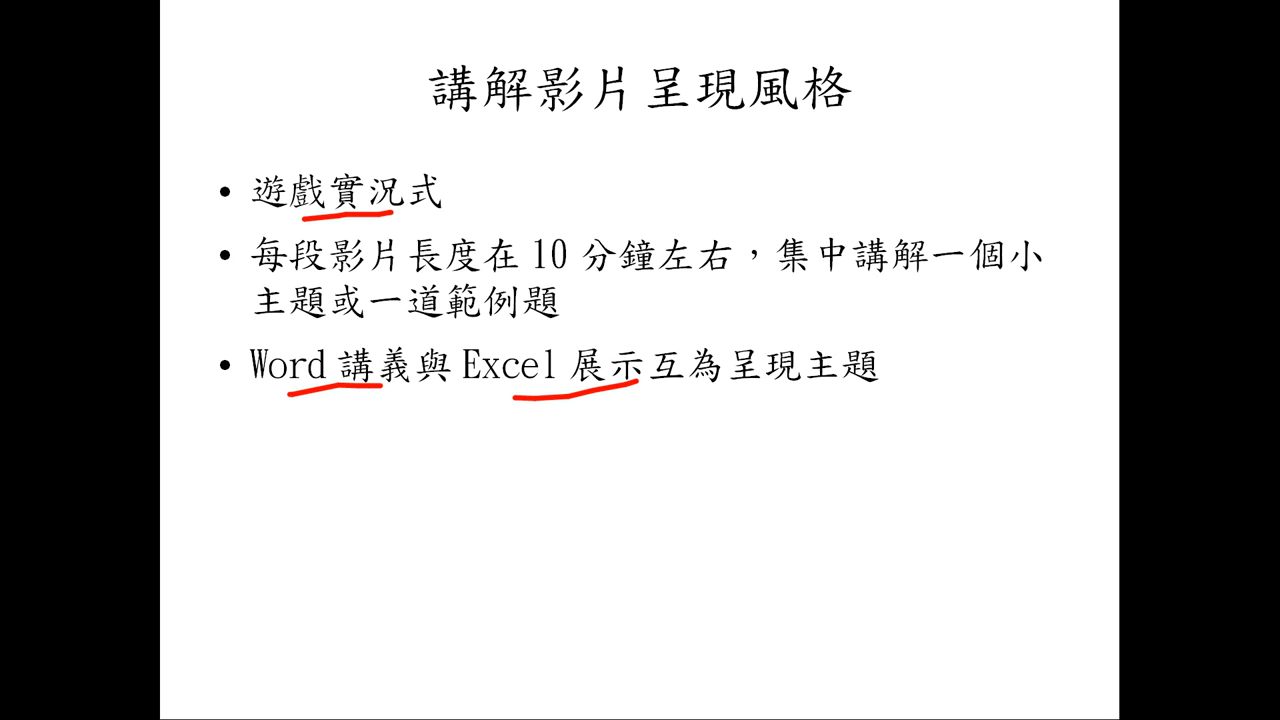 講解影片呈現風格
• 遊戲實況式
• 每段影片長度在 10 分鐘左右，集中講解一個小
主題或一道範例題
• Word 講義與 Excel 展示互為呈現主題